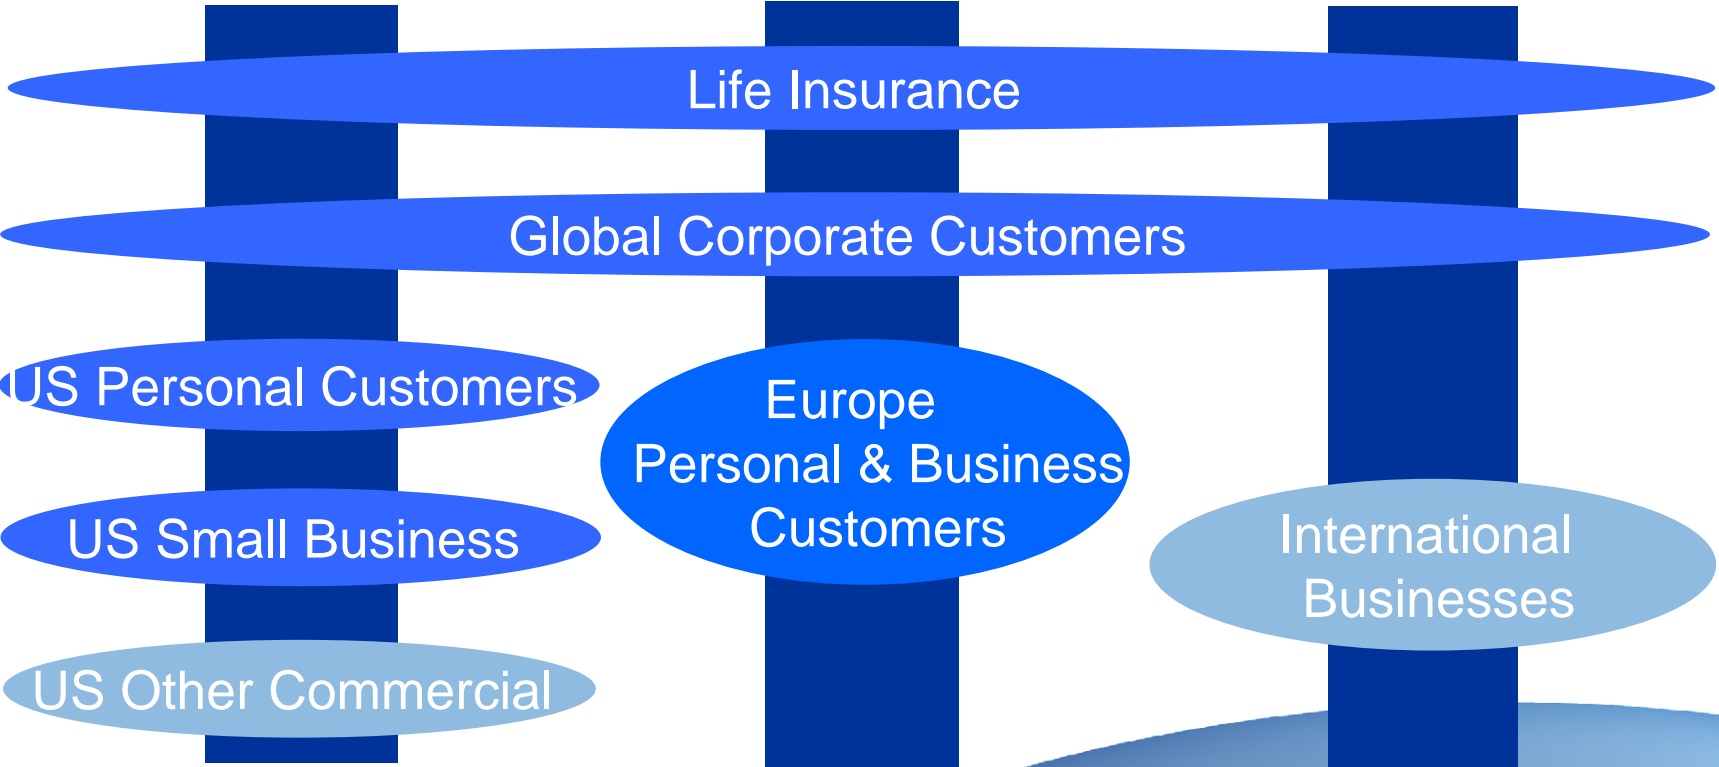 Life Insurance
Global Corporate Customers
US Personal Customers
Europe
Personal & Business
Customers
US Small Business
International
Businesses
US Other Commercial